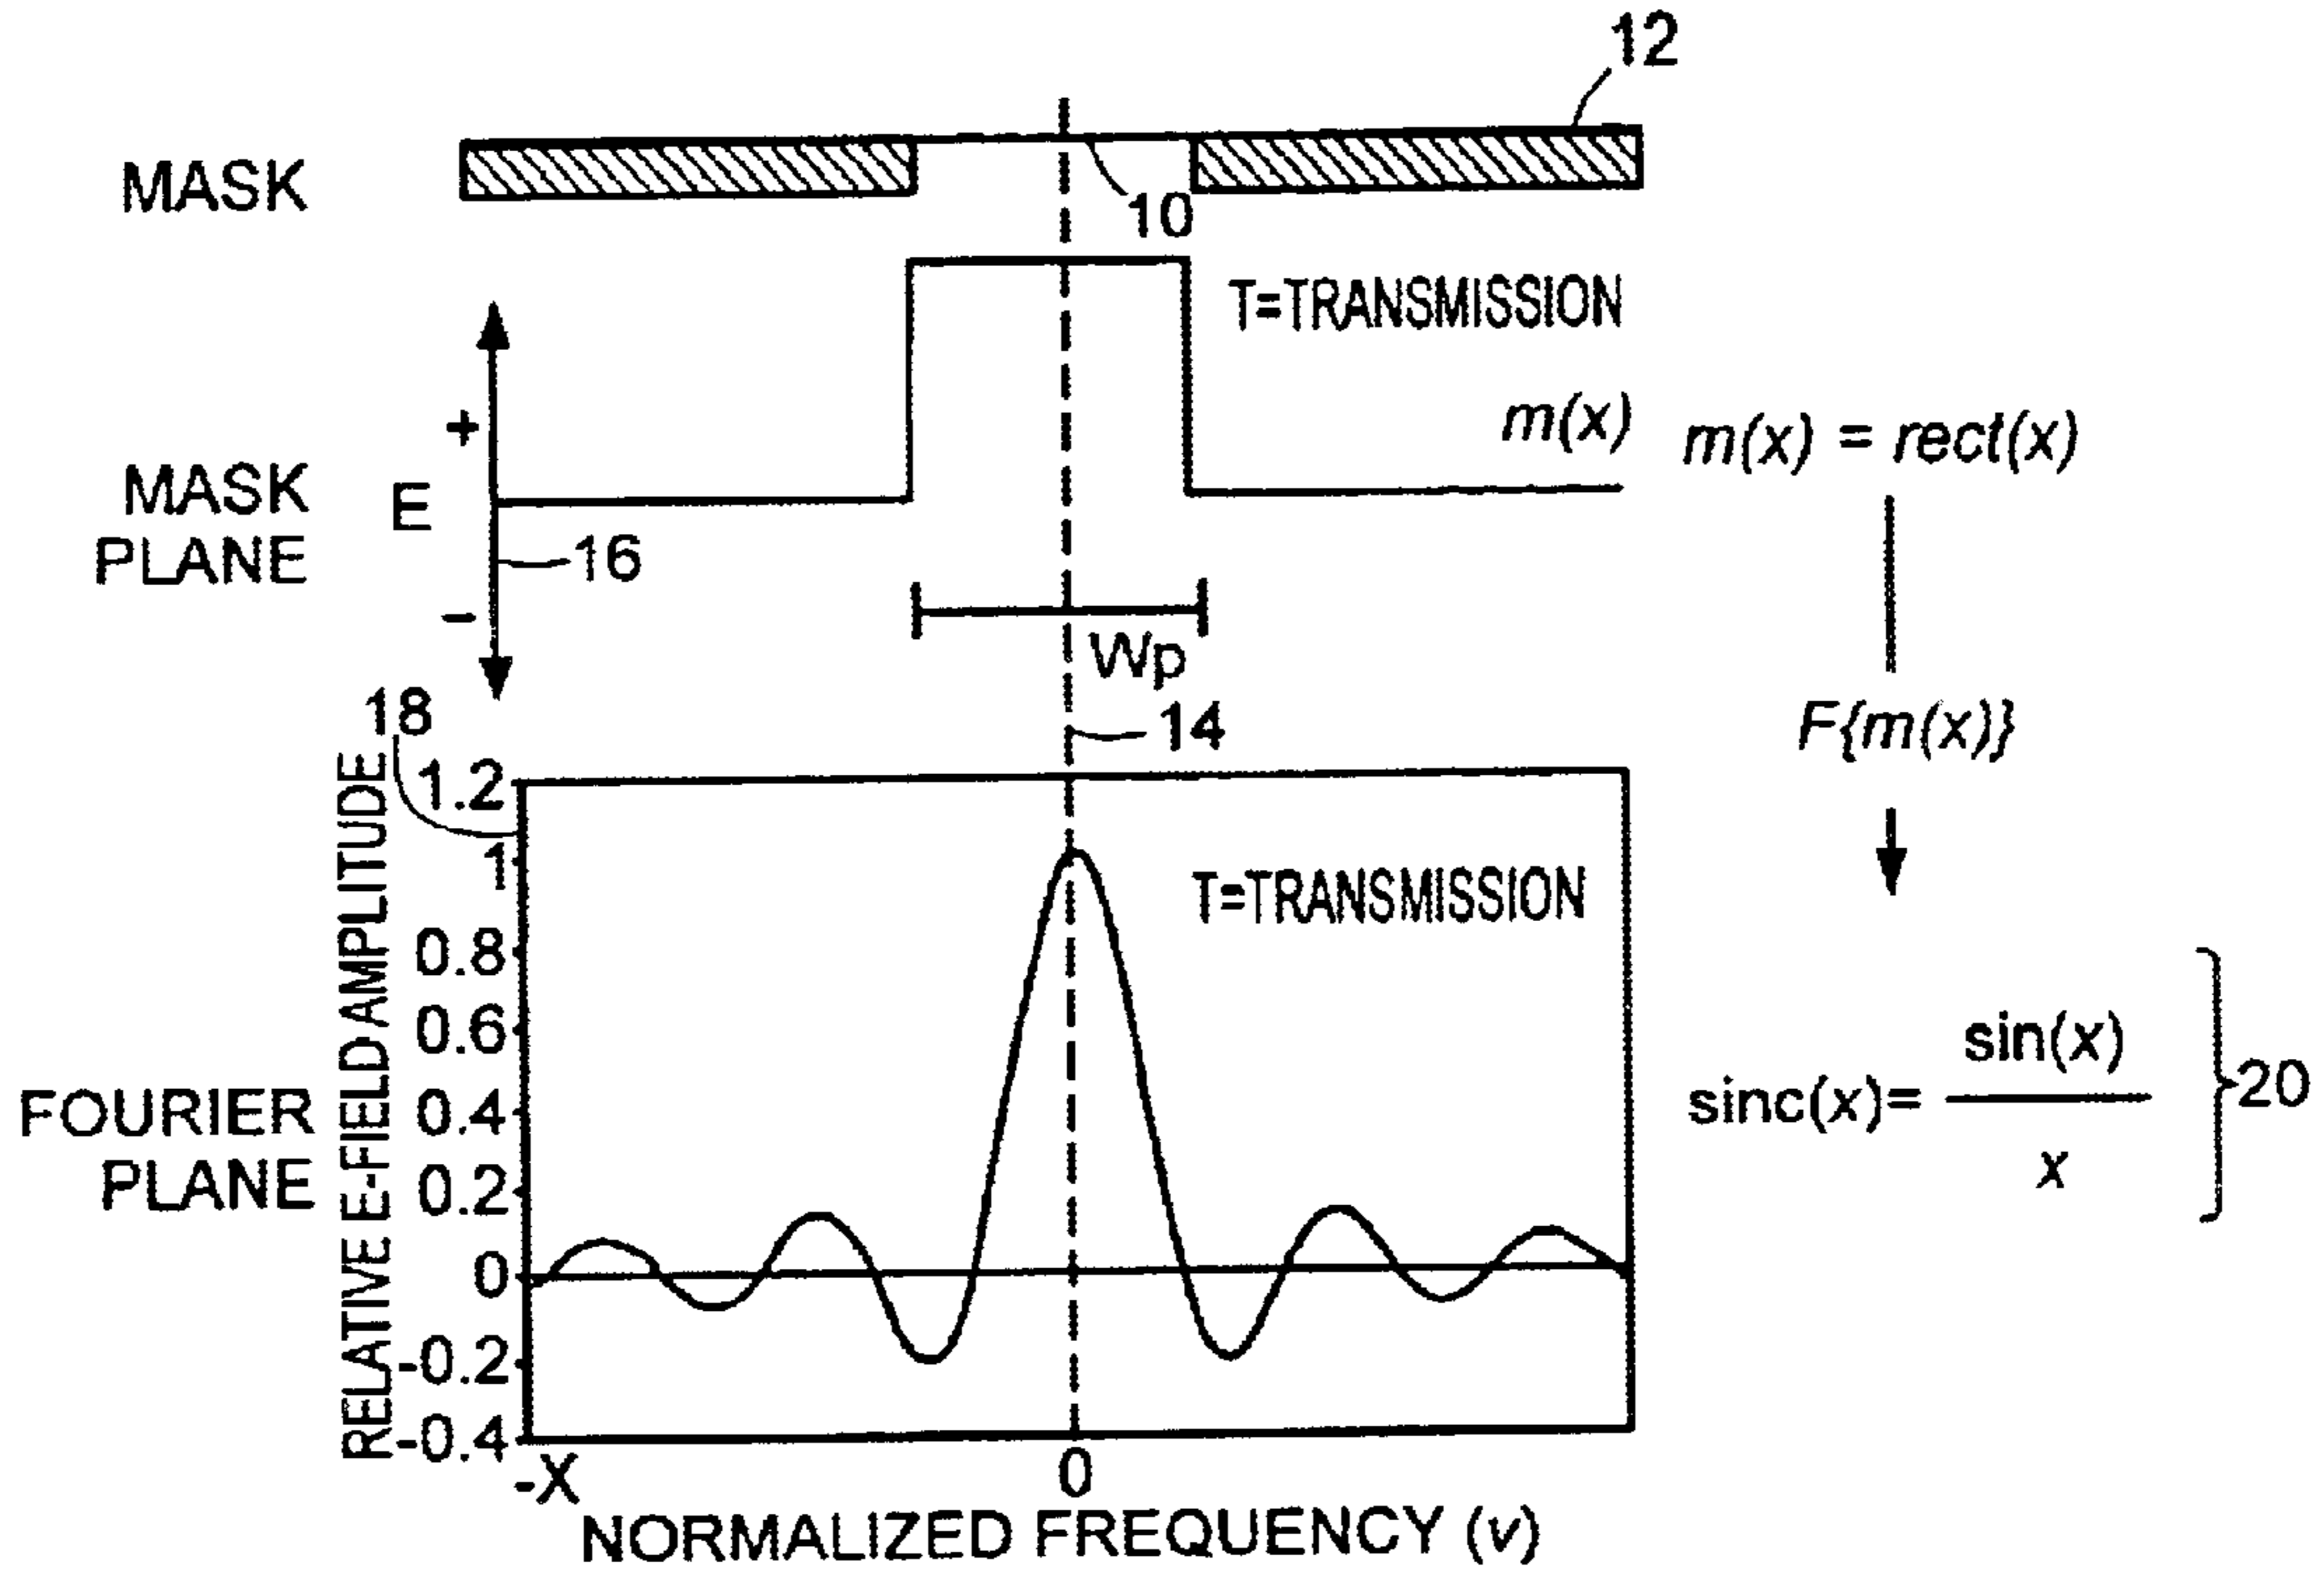 12
MASK
10
T=TRANSMISSION
m(x)
m(x) = rect(x)
+
MASK
PLANE
E
16
-
Wp
14
18
F{m(x)}
RELATIVE E-FIELD AMPLITUDE
1.2
1
T=TRANSMISSION
0.8
0.6
0.4
0.2
0
-0.2
-0.4
FOURIER
PLANE
sinc(x)= sin(x)
x
20
-X
0
NORMALIZED FREQUENCY (v)